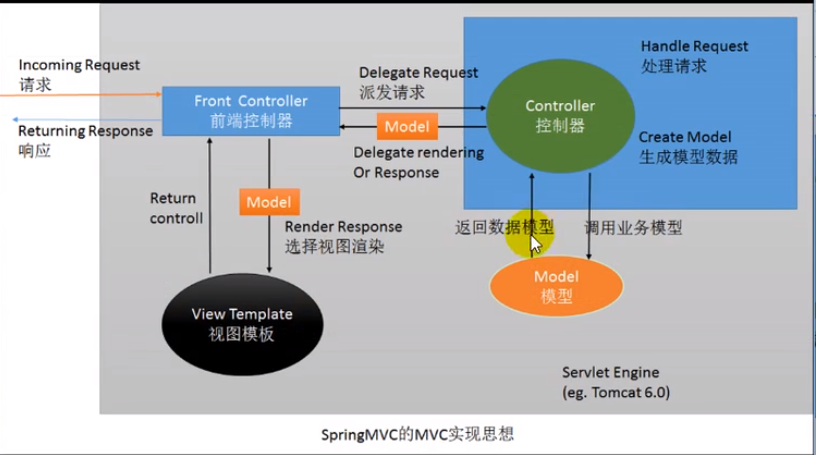 Incoming Request
请求
Returning Response
响应
Front Controller
前端控制器
Delegate Request
派发请求
Model
Delegate rendering
Or Response
Controller
控制器
Handle Request
处理请求
Create Model
生成模型数据
Return
controll
Model
Render Response
选择视图渲染
返回数据模型
调用业务模型
View Template
视图模板
Model
模型
Servlet Engine
(eg. Tomcat 6.0)
SpringMVC的MVC实现思想